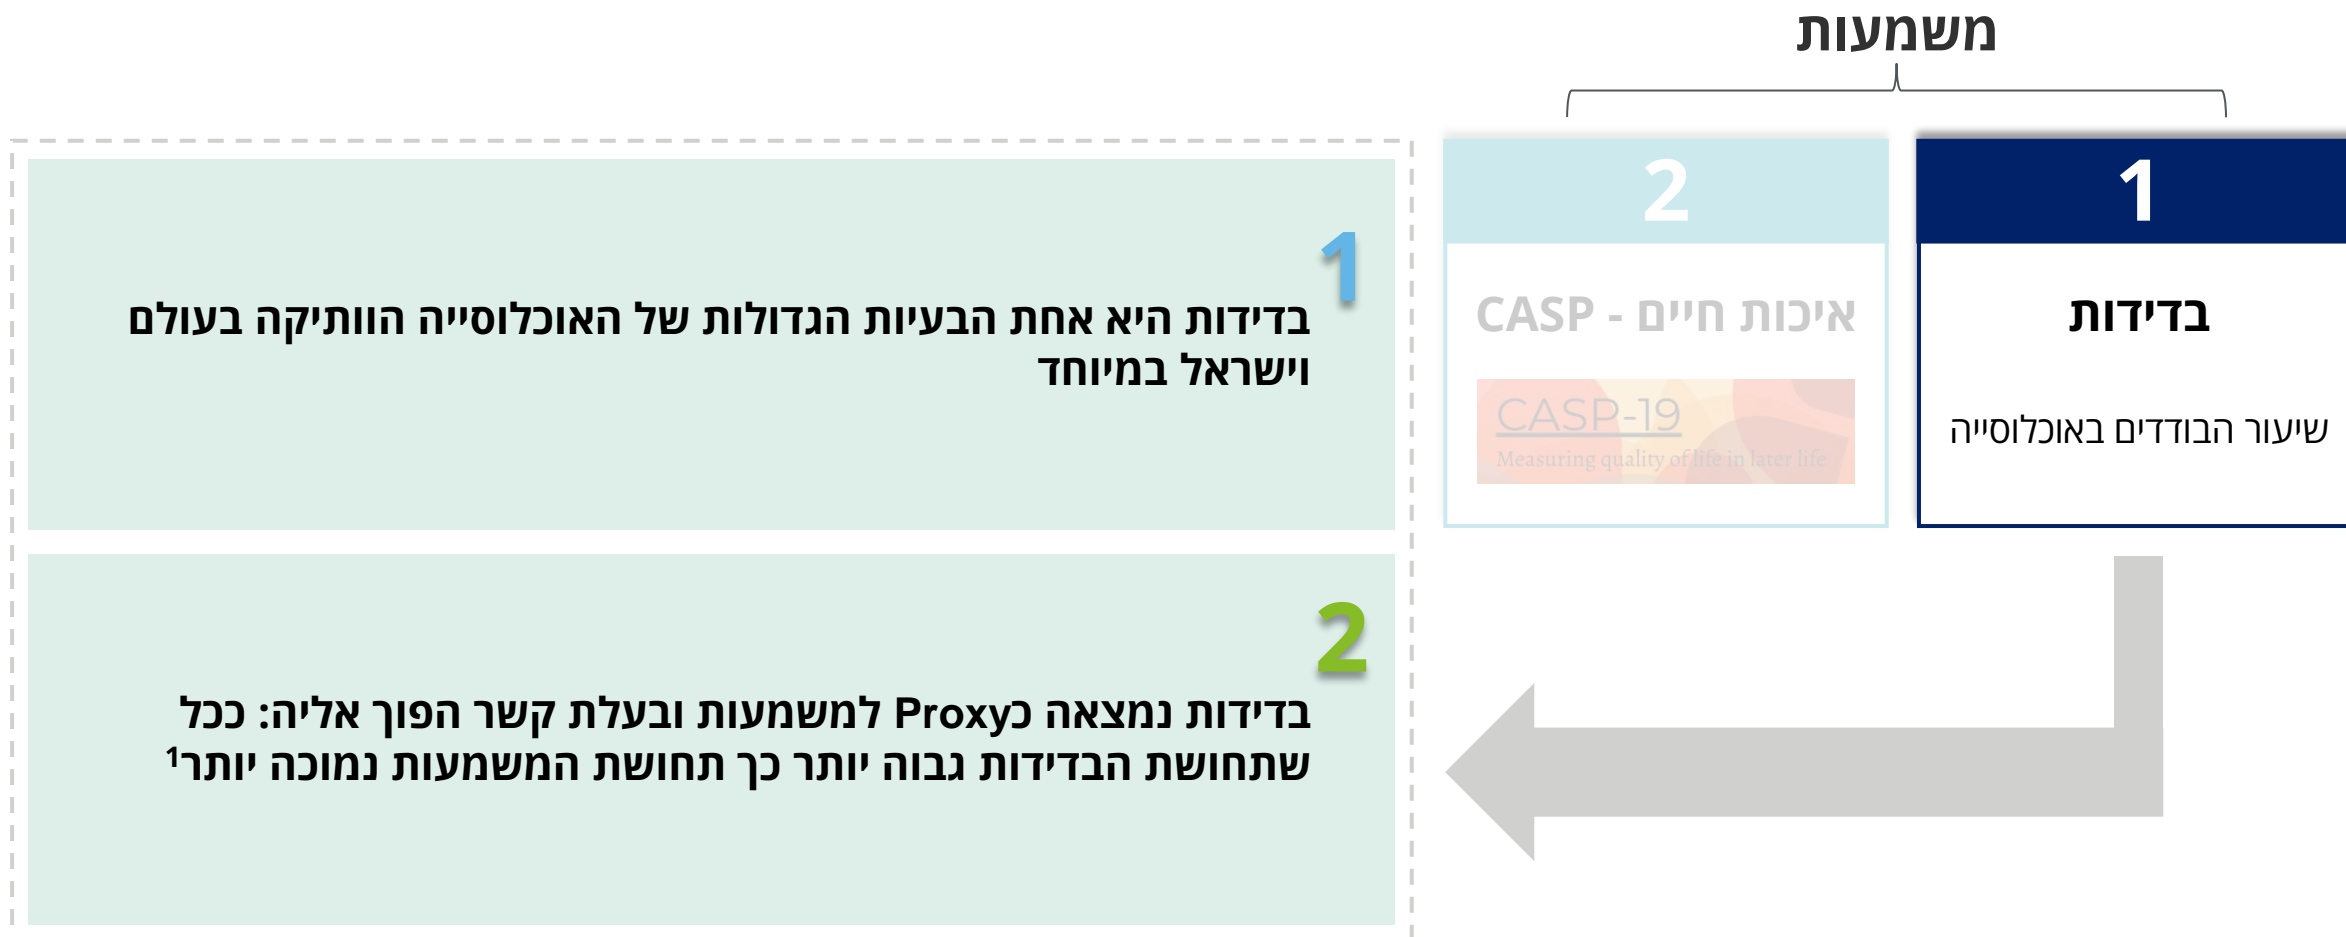 משמעות
1
בדידות
שיעור הבודדים באוכלוסייה
2
איכות חיים - CASP
CASP-19
Measuring quality of life in later life
1
בדידות היא אחת הבעיות הגדולות של האוכלוסייה הוותיקה בעולם
וישראל במיוחד
2
בדידות נמצאה כProxy למשמעות ובעלת קשר הפוך אליה: ככל
שתחושת הבדידות גבוה יותר כך תחושת המשמעות נמוכה יותר¹